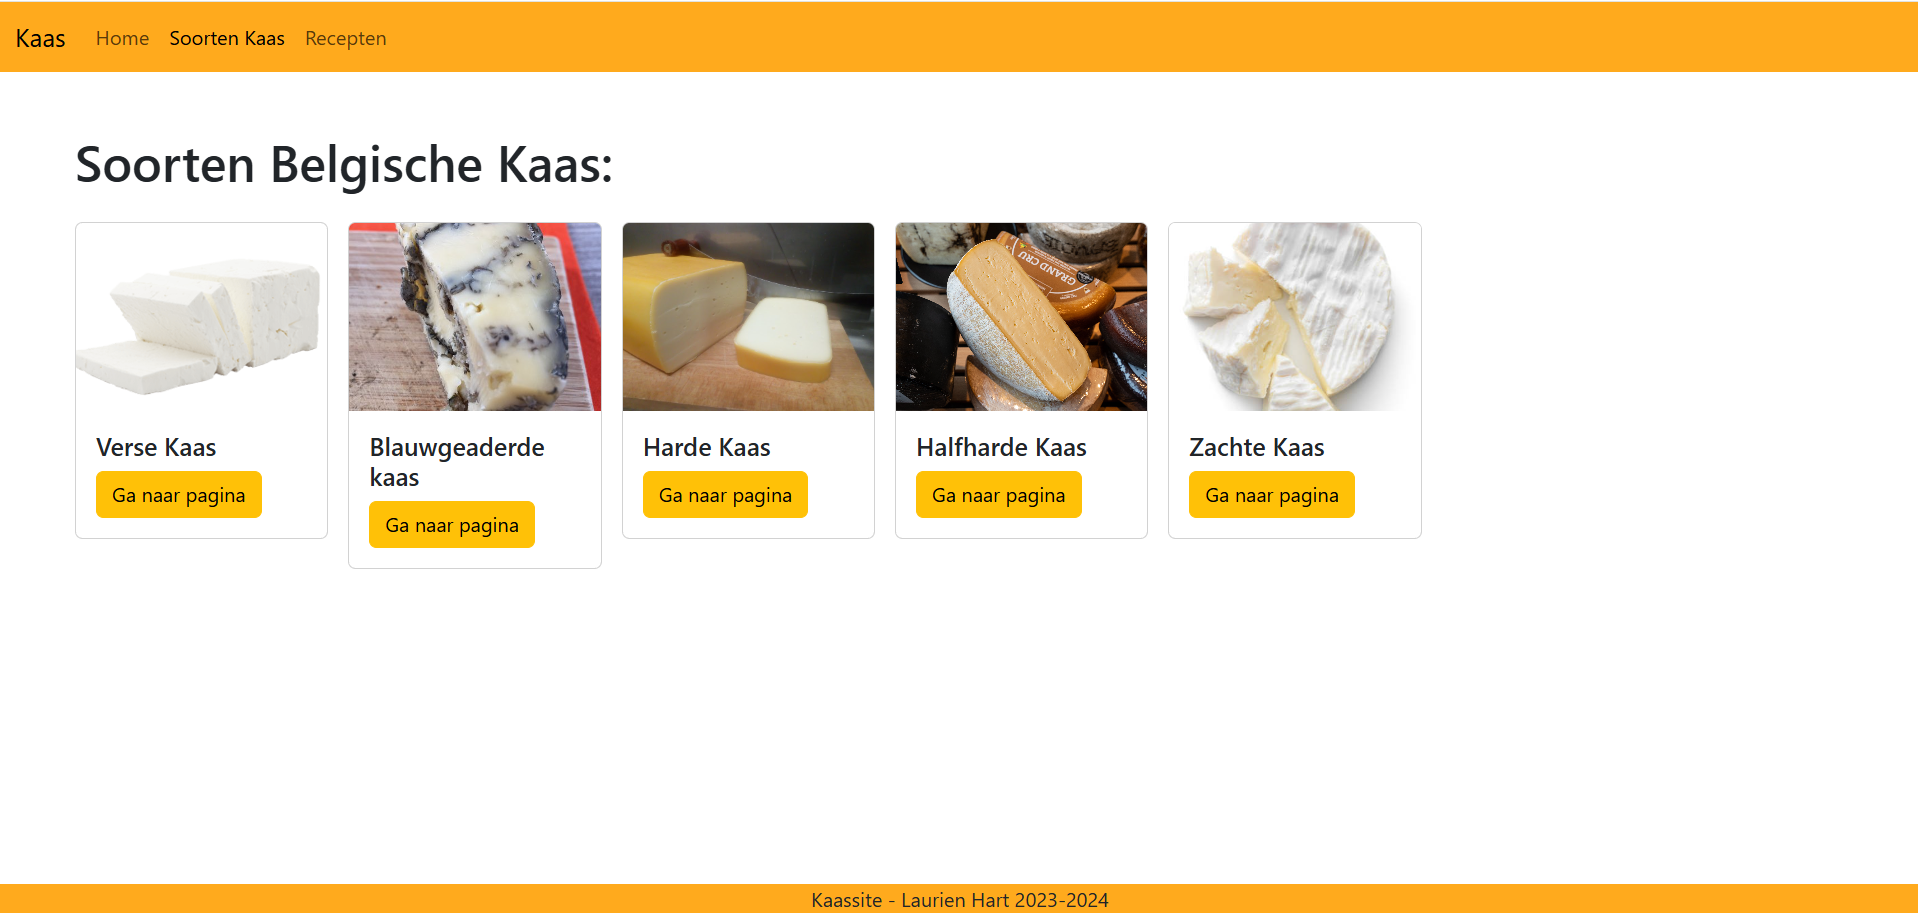 Kaas Home Soorten Kaas Recepten
Soorten Belgische Kaas:
GRAND CRU
Verse Kaas
Ga naar pagina
Blauwgeaderde
kaas
Ga naar pagina
Harde Kaas
Ga naar pagina
Halfharde Kaas
Ga naar pagina
Zachte Kaas
Ga naar pagina
Kaassite - Laurien Hart 2023-2024